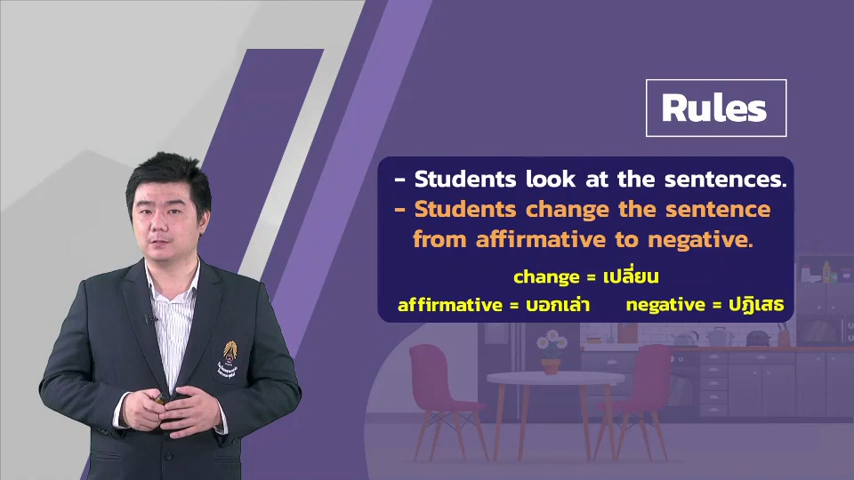 Rules
- Students look at the sentences.
- Students change the sentence
from affirmative to negative.
change = เปลี่ยน
affirmative = บอกเล่า negative = ปฏิเสธ